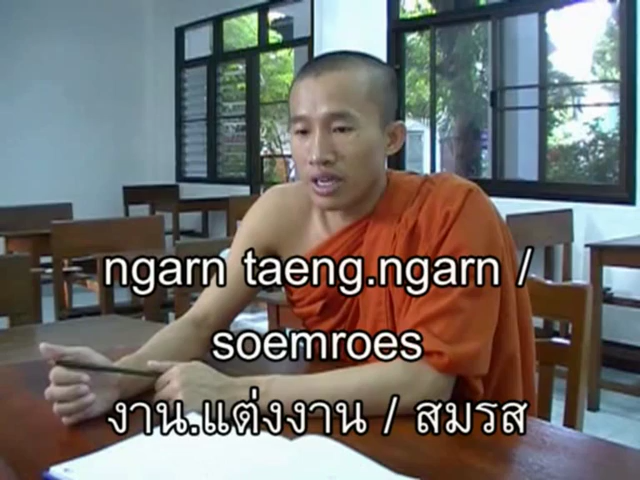 ngarn taeng.ngarn /
soemroes
งาน.แต่งงาน / สมรส